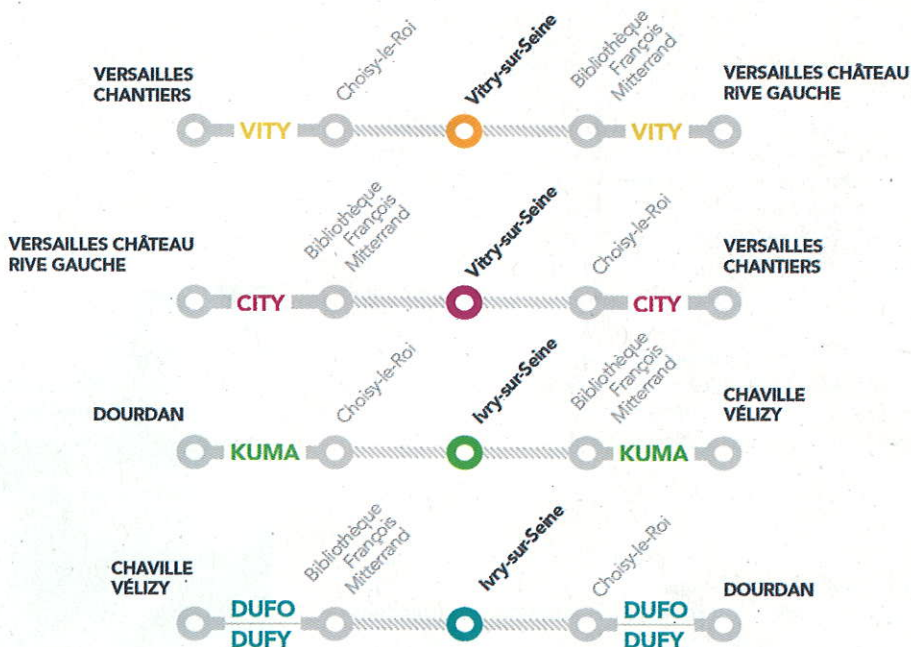 VERSAILLES
CHANTIERS
VITY
Choisy-le-Roi
Vitry-sur-Seine
Bibliothèque
François
Mitterrand
VITY
VERSAILLES CHÂTEAU
RIVE GAUCHE
VERSAILLES CHÂTEAU
RIVE GAUCHE
CITY
Bibliothèque
François
Mitterrand
Vitry-sur-Seine
Choisy-le-Roi
CITY
VERSAILLES
CHANTIERS
DOURDAN
KUMA
Choisy-le-Roi
Ivry-sur-Seine
Bibliothèque
François
Mitterrand
KUMA
CHAVILLE
VÉLIZY
CHAVILLE
VÉLIZY
DUFO
DUFY
Bibliothèque
François
Mitterrand
Ivry-sur-Seine
Choisy-le-Roi
DUFO
DUFY
DOURDAN